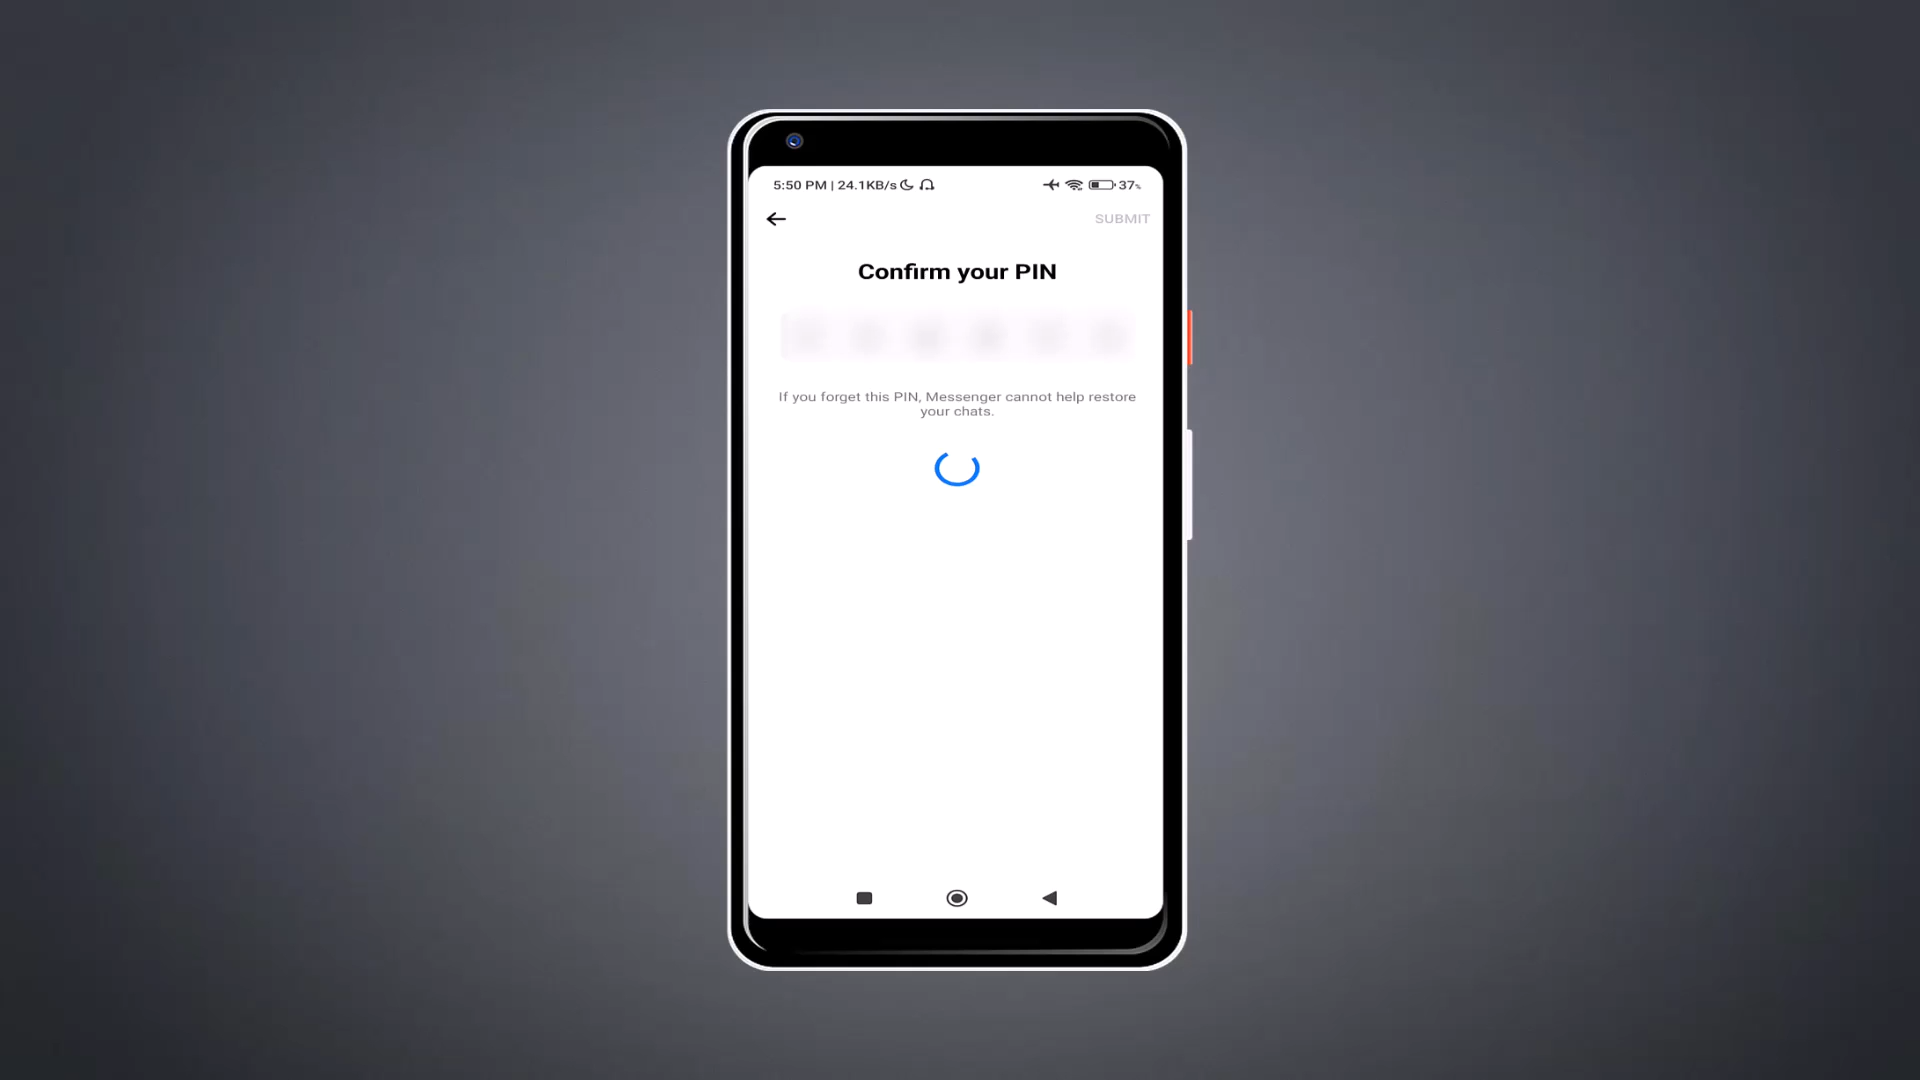 5:50 PM | 24.1KB/s 37%
SUBMIT
Confirm your PIN
If you forget this PIN, Messenger cannot help restore
your chats.